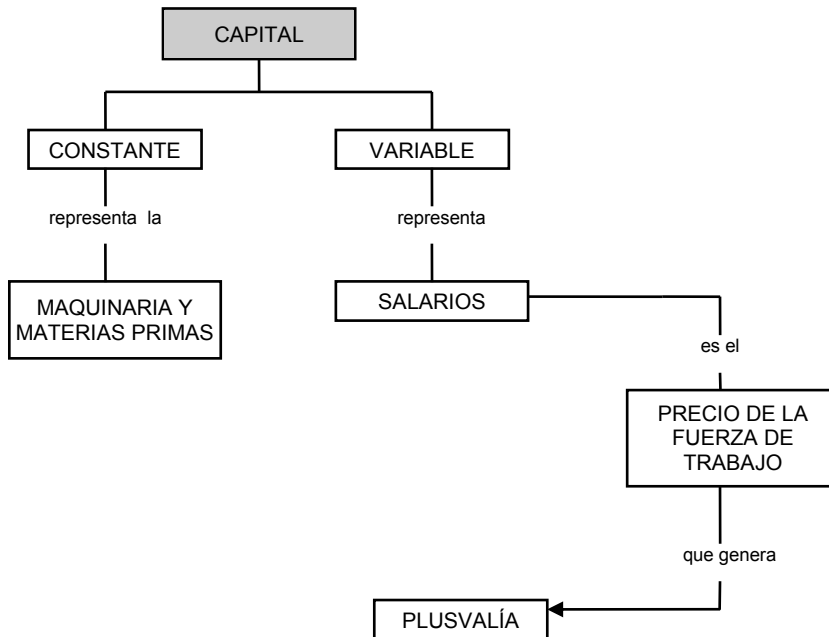 CAPITAL
CONSTANTE
VARIABLE
representa la
representa
MAQUINARIA Y
MATERIAS PRIMAS
SALARIOS
es el
PRECIO DE LA
FUERZA DE
TRABAJO
que genera
PLUSVALÍA